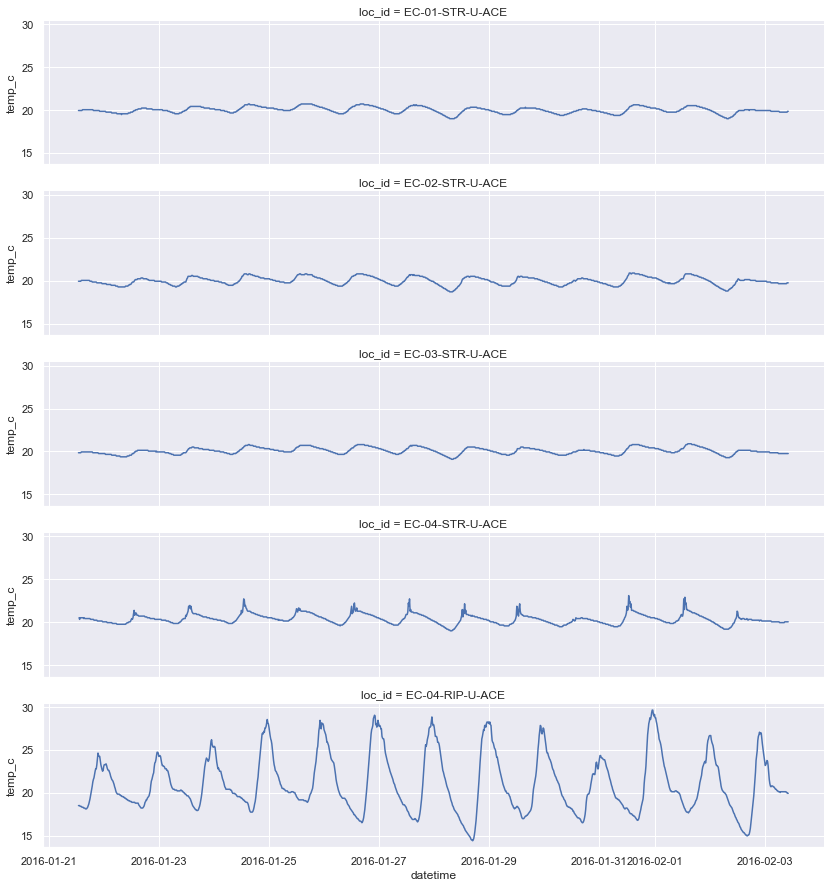 loc_id = EC-01-STR-U-ACE
30
25
20
15
temp_c
loc_id = EC-02-STR-U-ACE
30
25
20
15
temp_c
loc_id = EC-03-STR-U-ACE
30
25
20
15
temp_c
loc_id = EC-04-STR-U-ACE
30
25
20
15
temp_c
loc_id = EC-04-RIP-U-ACE
30
25
20
15
temp_c
2016-01-21 2016-01-23 2016-01-25 2016-01-27 2016-01-29 2016-01-31 2016-02-01 2016-02-03
datetime